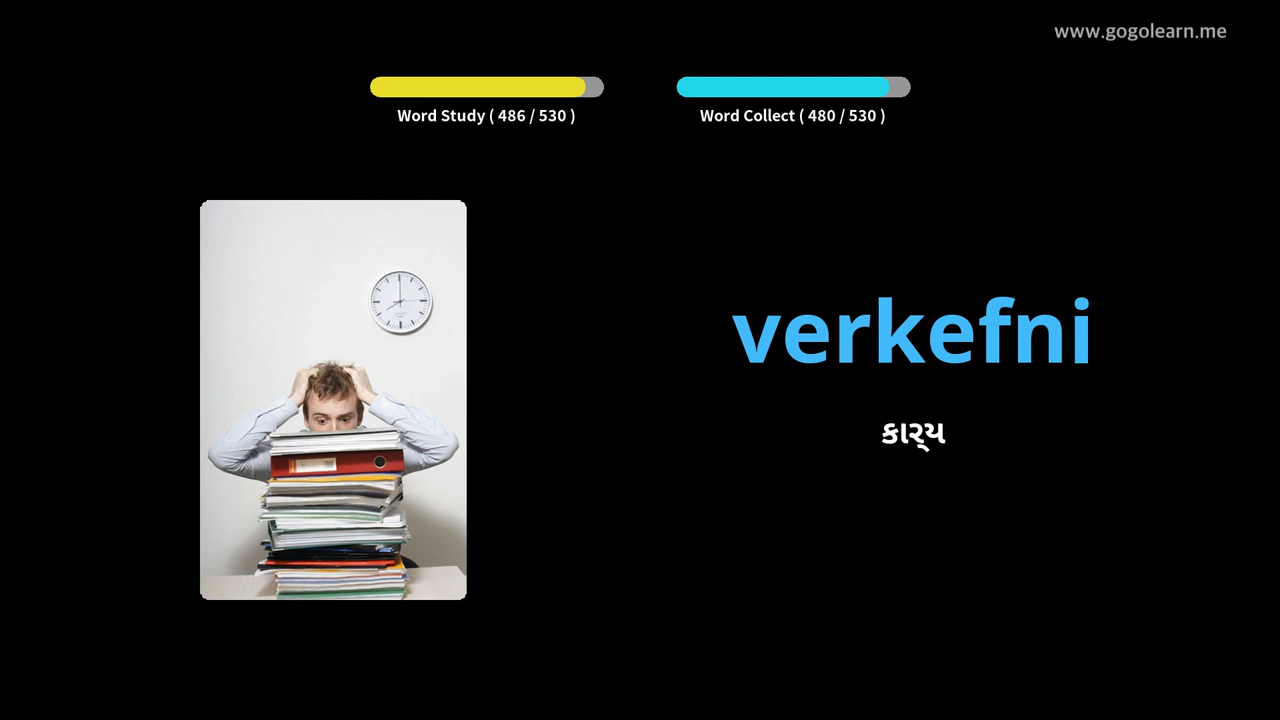 www.gogolearn.me
Word Study ( 486 / 530 )
Word Collect ( 480 / 530 )
verkefni
કાર્ય